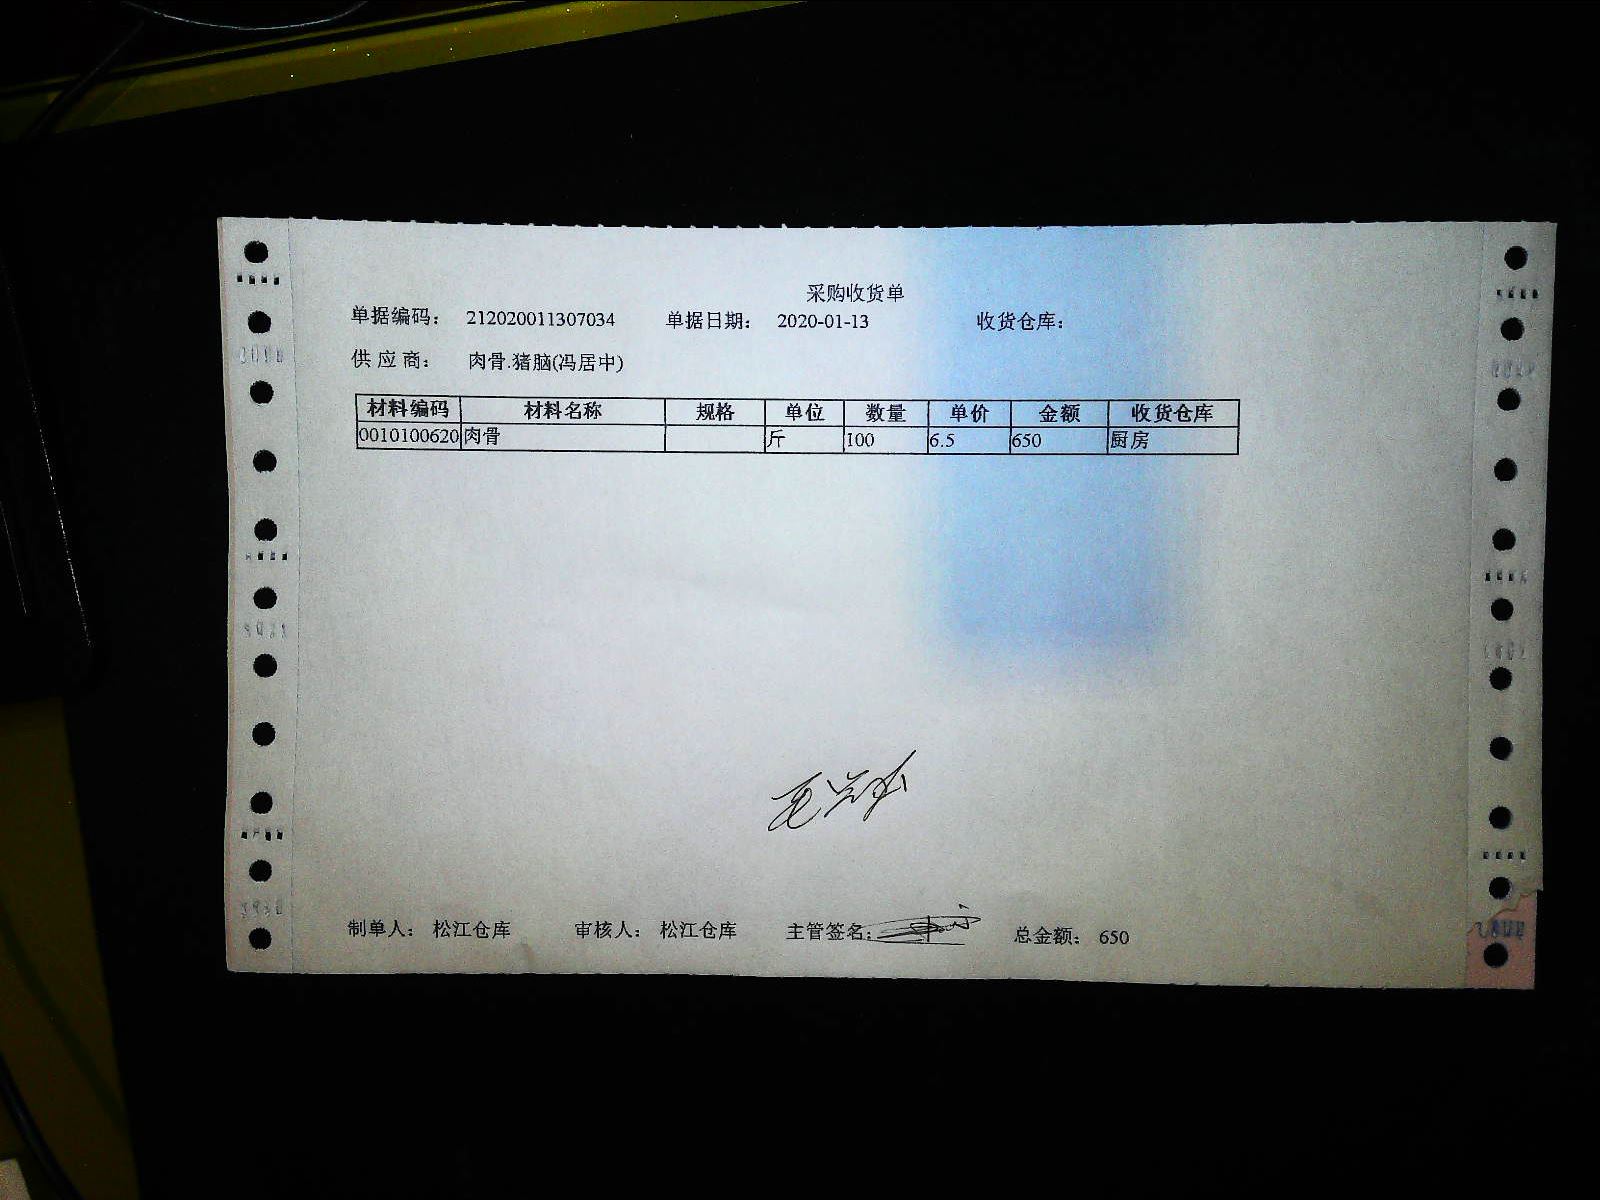 采购收货单
单据编码： 212020011307034 单据日期： 2020-01-13 收货仓库：
供 应 商： 肉骨.猪脑(冯居中)
材料编码 材料名称 规格 单位 数量 单价 金额 收货仓库
0010100620 肉骨 斤 100 6.5 650 厨房
制单人： 松江仓库 审核人： 松江仓库 主管签名： 总金额： 650